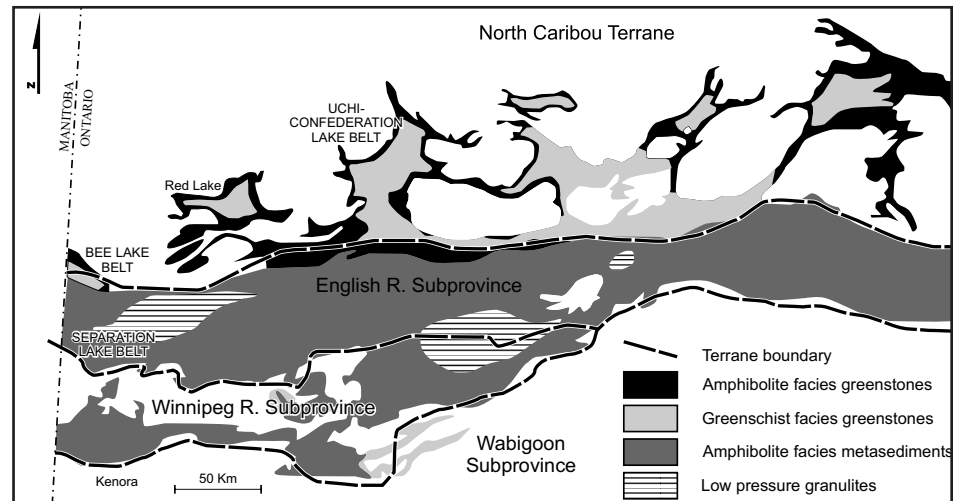 North Caribou Terrane
N
MANITOBA
ONTARIO
UCHI-
CONFEDERATION
LAKE BELT
Red Lake
BEE LAKE
BELT
English R. Subprovince
SEPARATION
LAKE BELT
Winnipeg R. Subprovince
Wabigoon
Subprovince
Kenora
50 Km
Terrane boundary
Amphibolite facies greenstones
Greenschist facies greenstones
Amphibolite facies metasediments
Low pressure granulites